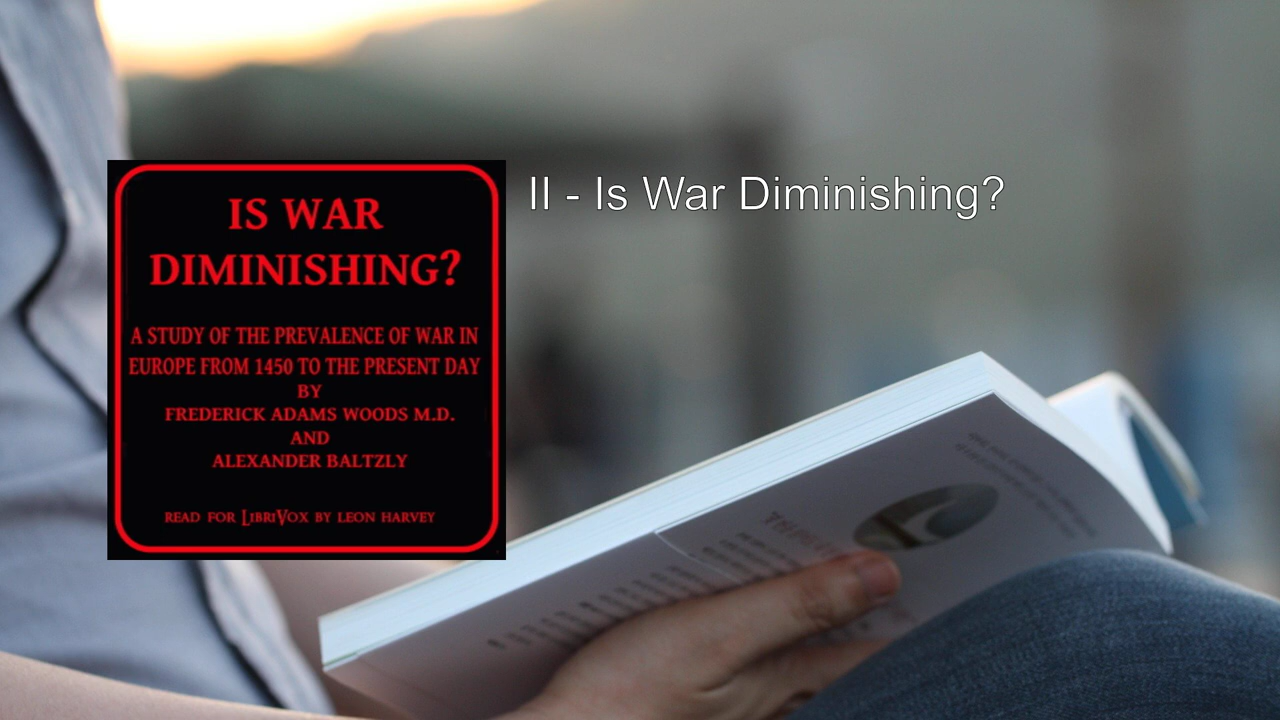 II - Is War Diminishing?
IS WAR
DIMINISHING?
A STUDY OF THE PREVALENCE OF WAR IN
EUROPE FROM 1450 TO THE PRESENT DAY
BY
FREDERICK ADAMS WOODS M.D.
AND
ALEXANDER BALTZLY
READ FOR LIBRIVOX BY LEON HARVEY